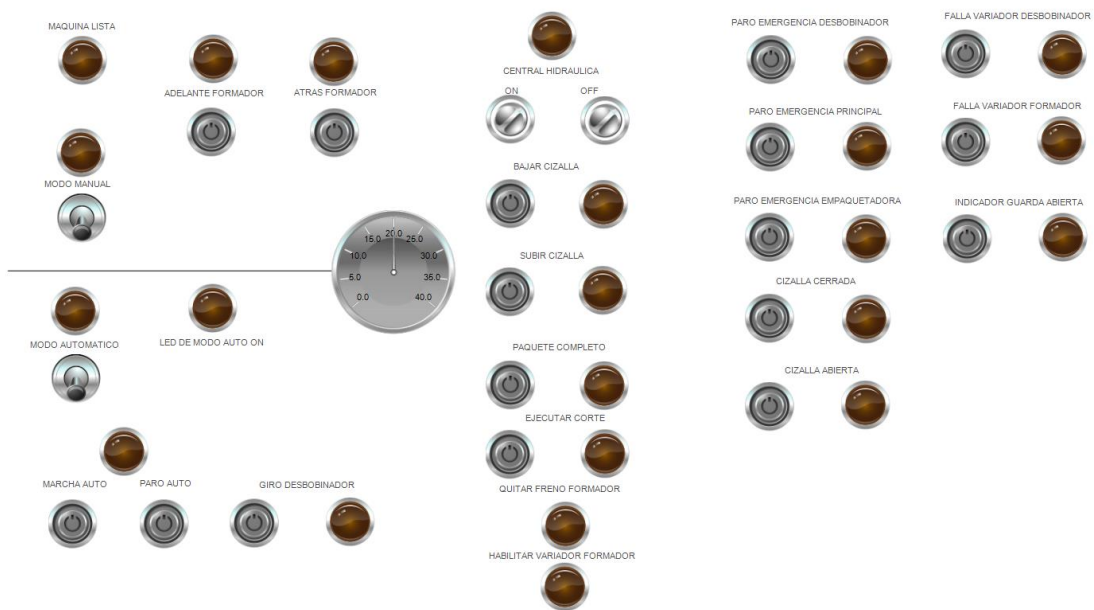 MAQUINA LISTA
ADELANTE FORMADOR
ATRAS FORMADOR
MODO MANUAL
15.0
20.0
25.0
10.0
30.0
5.0
35.0
0.0
40.0
MODO AUTOMATICO
LED DE MODO AUTO ON
MARCHA AUTO
PARO AUTO
GIRO DESBOBINADOR
CENTRAL HIDRAULICA
ON
OFF
BAJAR CIZALLA
SUBIR CIZALLA
PAQUETE COMPLETO
EJECUTAR CORTE
QUITAR FRENO FORMADOR
HABILITAR VARIADOR FORMADOR
PARO EMERGENCIA DESBOBINADOR
PARO EMERGENCIA PRINCIPAL
PARO EMERGENCIA EMPAQUETADORA
CIZALLA CERRADA
CIZALLA ABIERTA
FALLA VARIADOR DESBOBINADOR
FALLA VARIADOR FORMADOR
INDICADOR GUARDA ABIERTA